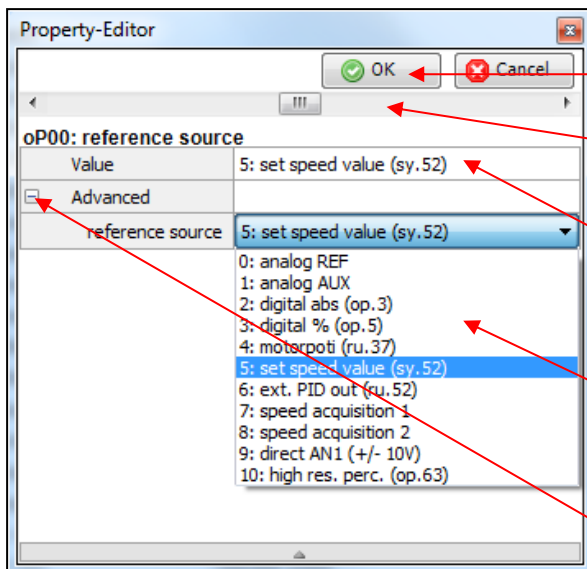 Property-Editor
OK
Cancel
oP00: reference source
Value 5: set speed value (sy.52)
Advanced
reference source 5: set speed value (sy.52)
0: analog REF
1: analog AUX
2: digital abs (op.3)
3: digital % (op.5)
4: motorpoti (ru.37)
5: set speed value (sy.52)
6: ext. PID out (ru.52)
7: speed acquisition 1
8: speed acquisition 2
9: direct AN1 (+/- 10V)
10: high res. perc. (op.63)